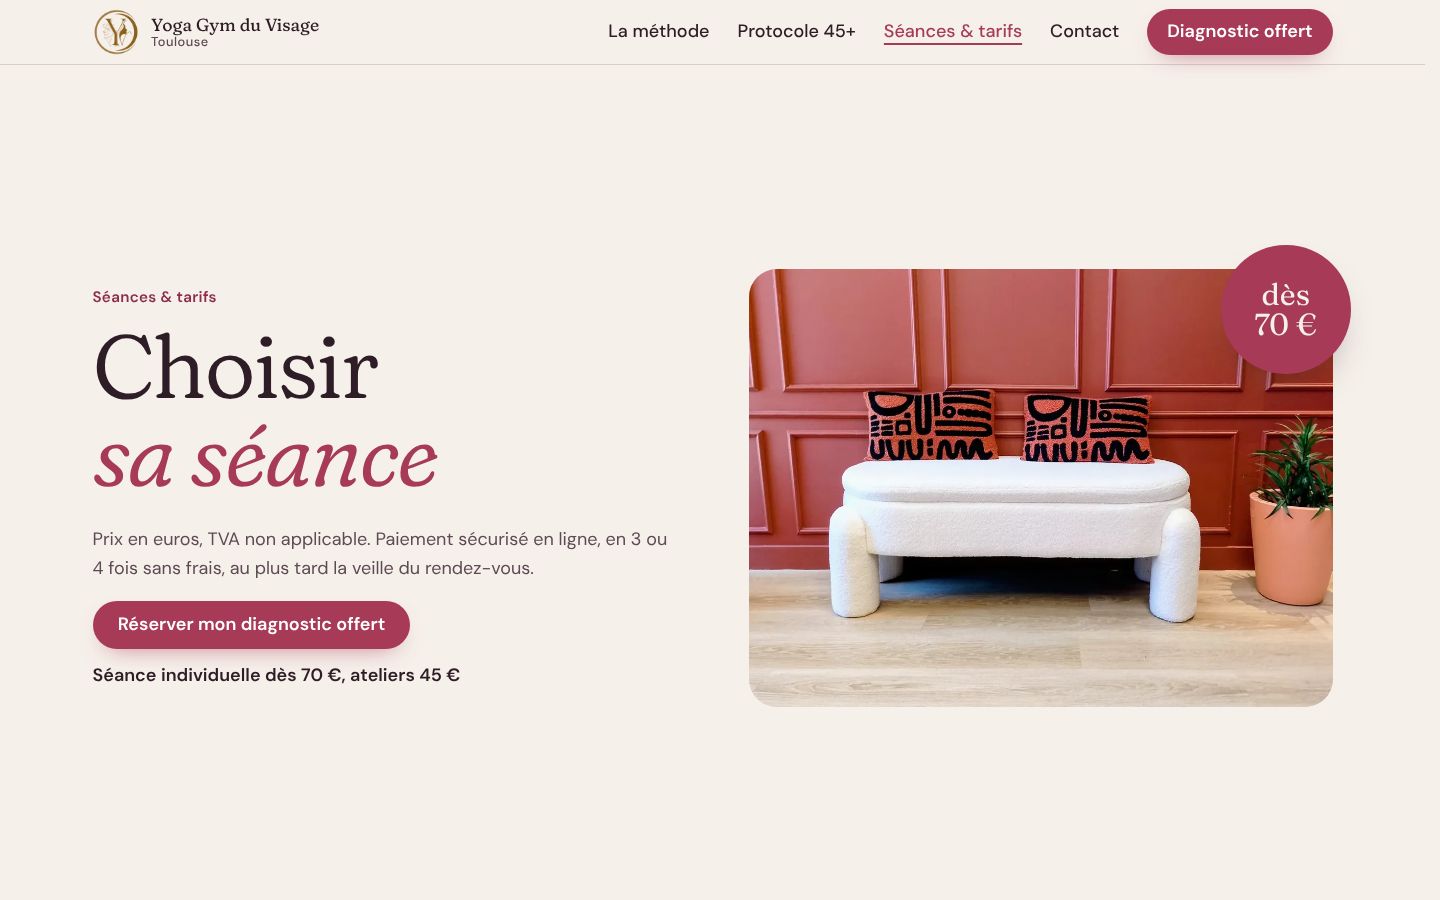 Yoga Gym du Visage
Toulouse
La méthode
Protocole 45+
Séances & tarifs
Contact
Diagnostic offert
Séances & tarifs
Choisir
sa séance
Prix en euros, TVA non applicable. Paiement sécurisé en ligne, en 3 ou
4 fois sans frais, au plus tard la veille du rendez-vous.
Réserver mon diagnostic offert
Séance individuelle dès 70 €, ateliers 45 €
dès
70 €